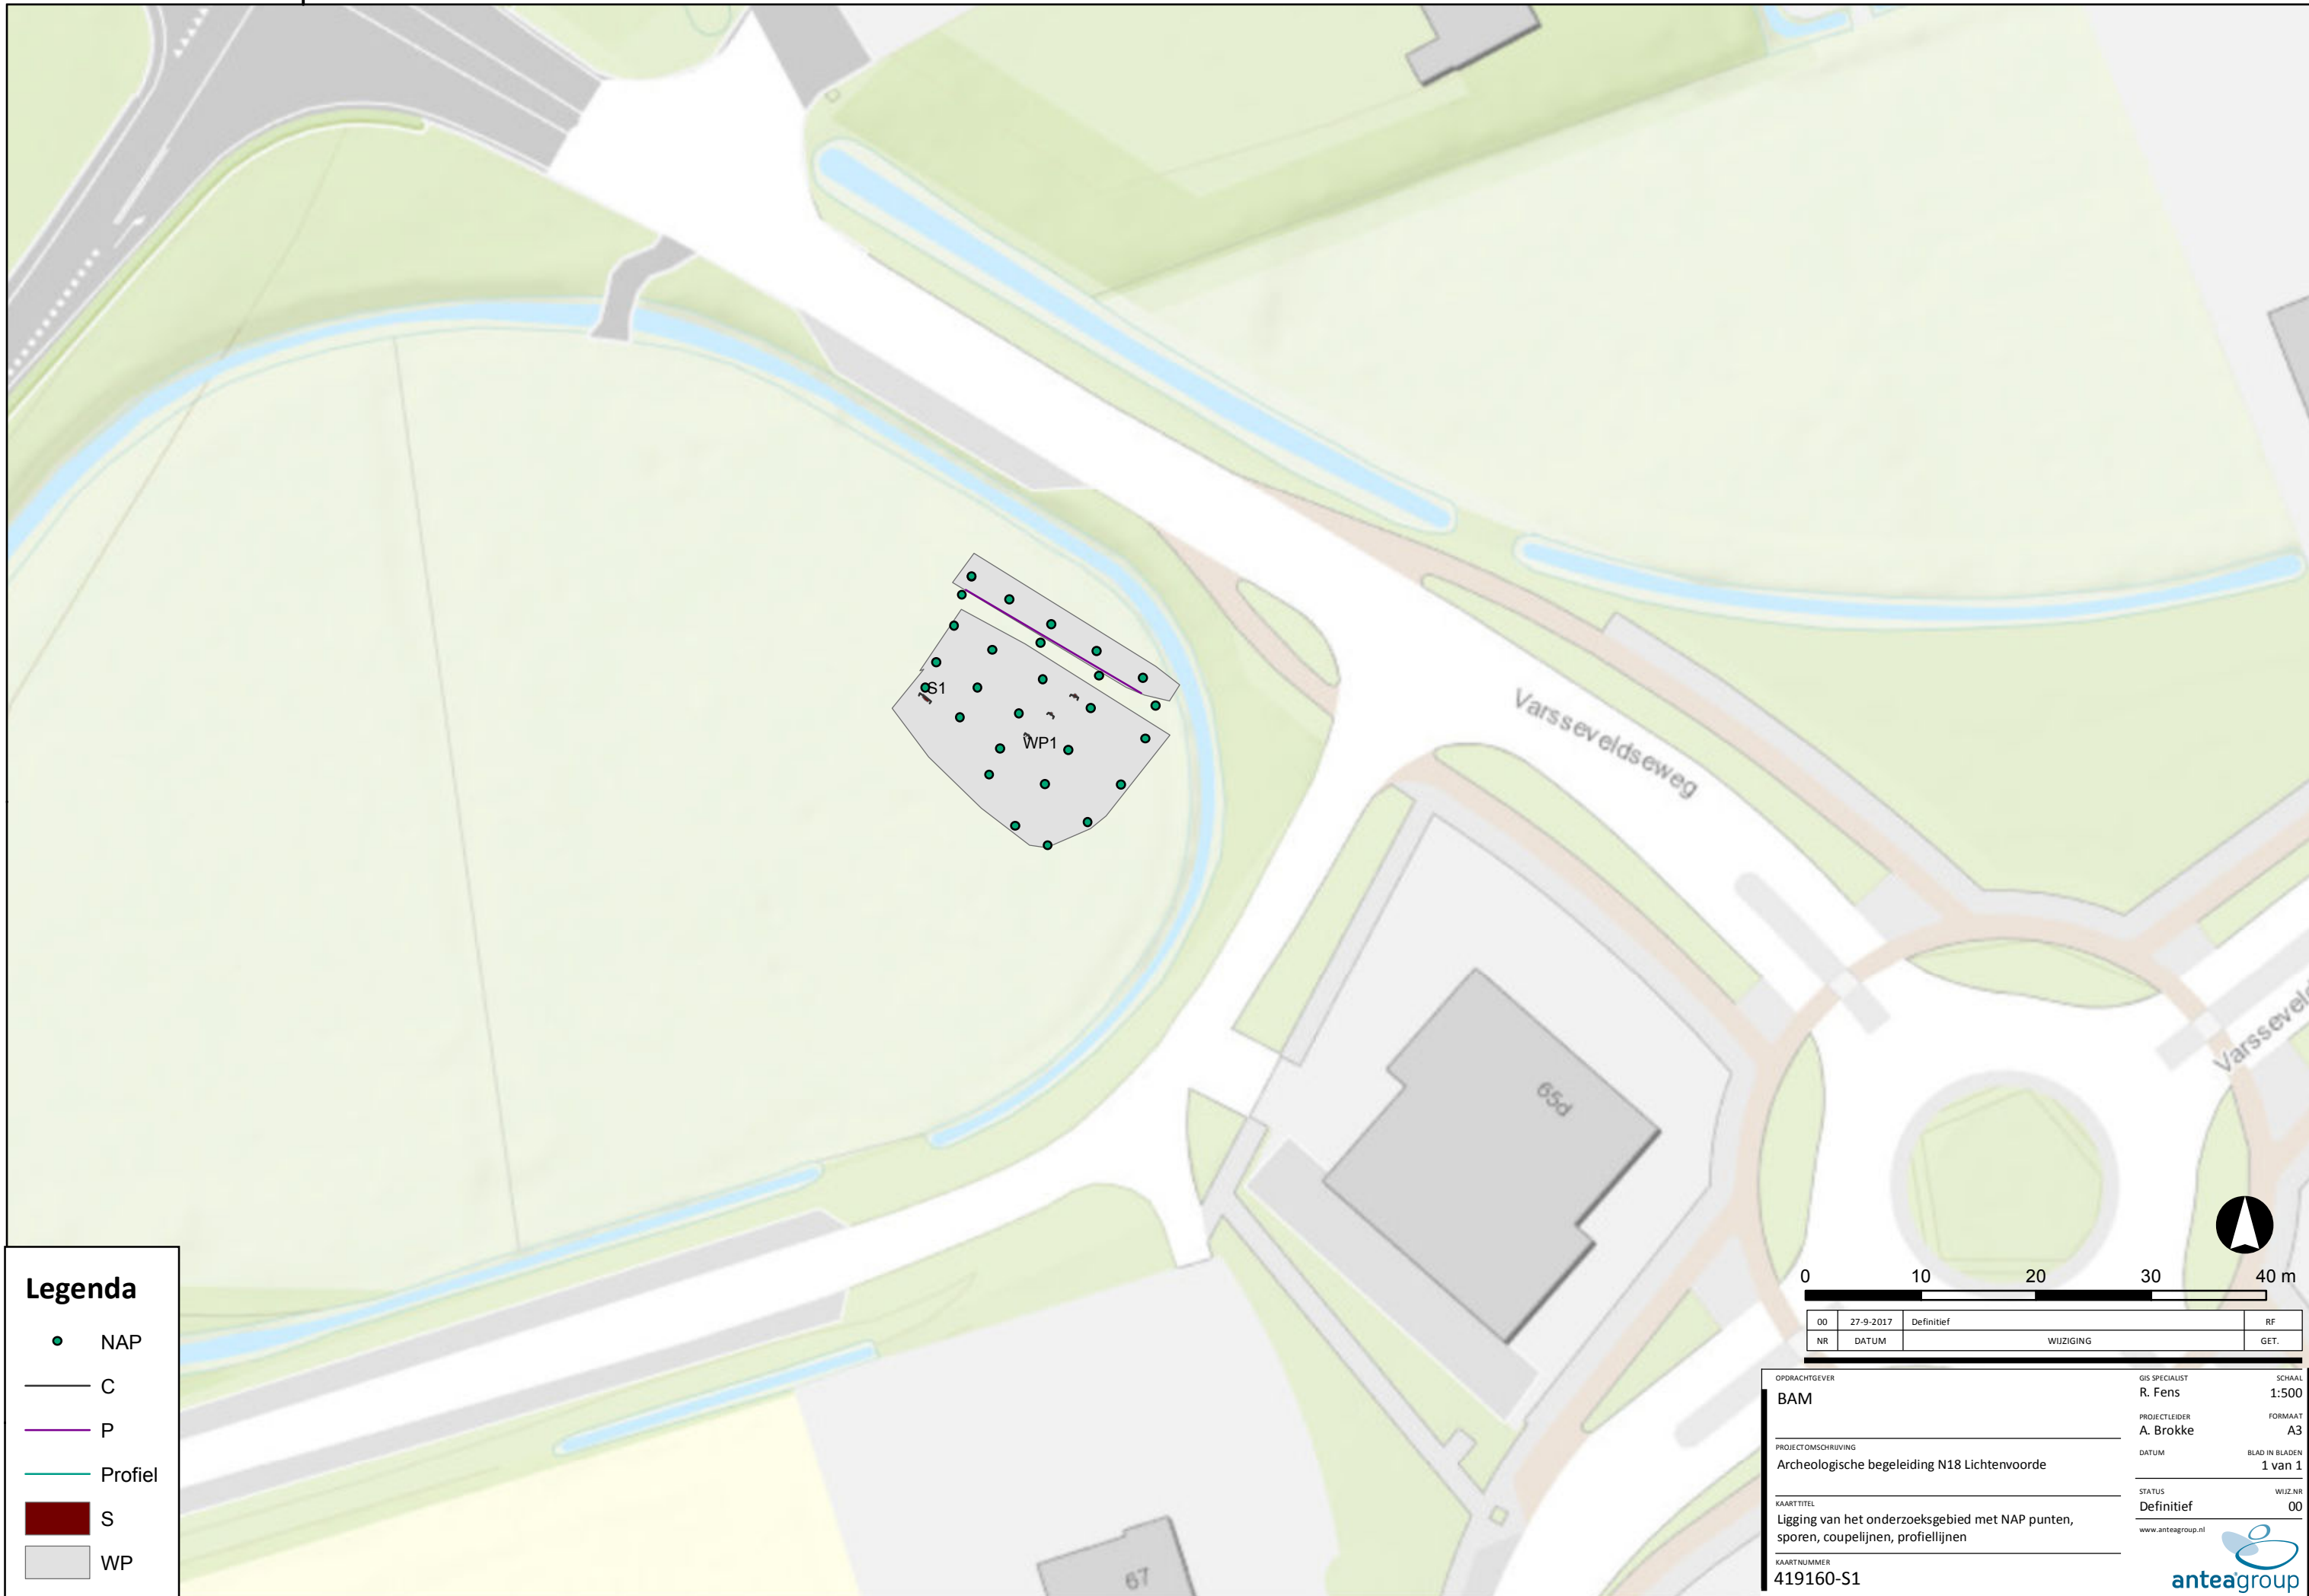 S1
WP1
Varsseveldseweg
Varsseveld
65d
67
Legenda
NAP
C
P
Profiel
S
WP
0 10 20 30 40 m
00 27-9-2017 Definitief RF
NR DATUM WIJZIGING GET.
OPDRACHTGEVER
BAM
PROJECTOMSCHRIJVING
Archeologische begeleiding N18 Lichtenvoorde
KAARTTITEL
Ligging van het onderzoeksgebied met NAP punten,
sporen, coupelijnen, profiellijnen
KAARTNUMMER
419160-S1
GIS SPECIALIST SCHAAL
R. Fens 1:500
PROJECTLEIDER FORMAAT
A. Brokke A3
DATUM BLAD IN BLADEN
1 van 1
STATUS WIJZ.NR
Definitief 00
www.anteagroup.nl
anteagroup